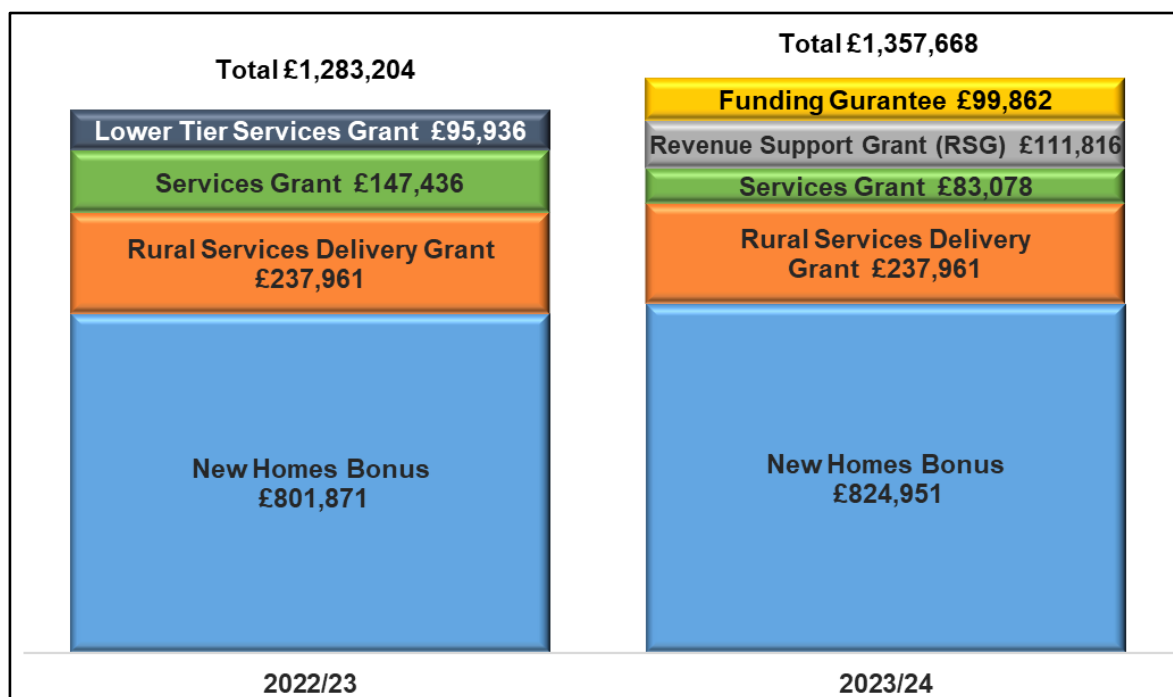 Total £1,283,204
Lower Tier Services Grant £95,936
Services Grant £147,436
Rural Services Delivery Grant
£237,961
New Homes Bonus
£801,871
2022/23
Total £1,357,668
Funding Gurantee £99,862
Revenue Support Grant (RSG) £111,816
Services Grant £83,078
Rural Services Delivery
Grant £237,961
New Homes Bonus
£824,951
2023/24